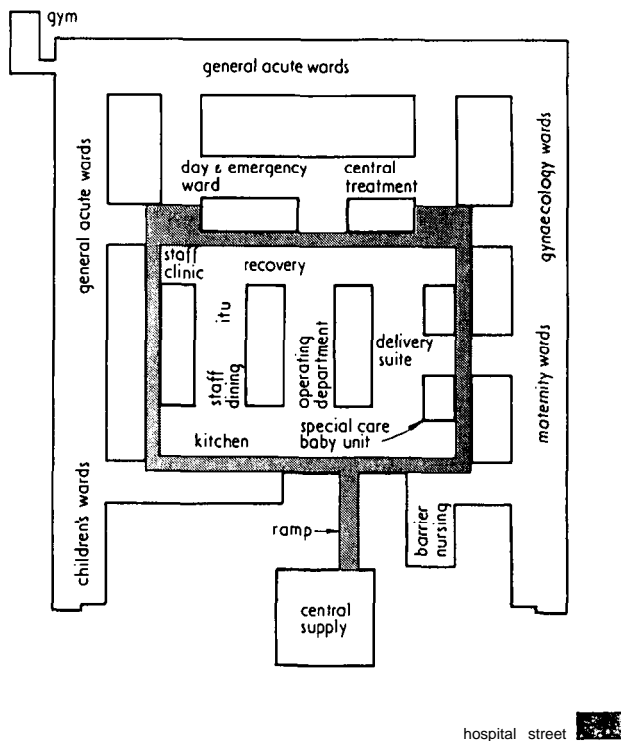 gym
general acute wards
day & emergency
ward
central
treatment
general acute wards
gynaecology wards
staff
clinic
recovery
itu
staff
dining
operating
department
delivery
suite
maternity wards
special care
baby unit
kitchen
children's wards
ramp
barrier
nursing
central
supply
hospital street